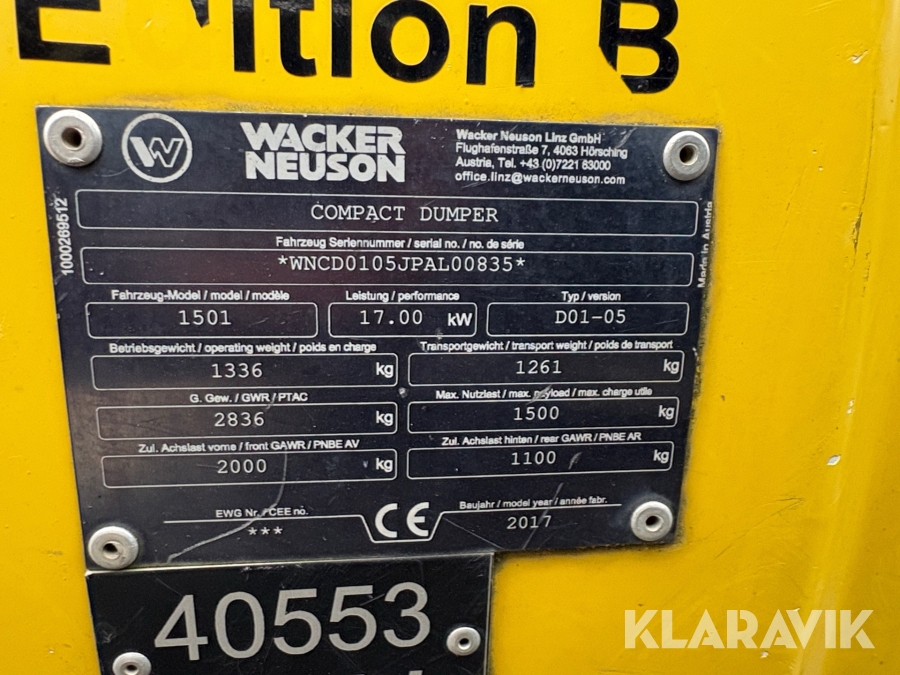 Edition B
WACKER
NEUSON
Wacker Neuson Linz GmbH
Flughafenstraße 7, 4063 Hörsching
Austria, Tel. +43 (0)7221 63000
office.linz@wackerneuson.com
1000269512
Made in Austria
COMPACT DUMPER
Fahrzeug Seriennummer / serial no. / no. de série
*WNCD0105JPAL00835*
Fahrzeug-Model / model / modèle Leistung / performance Typ / version
1501 17.00 kW D01-05
Betriebsgewicht / operating weight / poids en charge Transportgewicht / transport weight / poids de transport
1336 kg 1261 kg
G. Gew. / GWR / PTAC Max. Nutzlast / max. payload / max. charge utile
2836 kg 1500 kg
Zul. Achslast vorne / front GAWR / PNBE AV Zul. Achslast hinten / rear GAWR / PNBE AR
2000 kg 1100 kg
EWG Nr. / CEE no. CE Baujahr / model year / année fabr.
*** 2017
40553
KLARAVIK